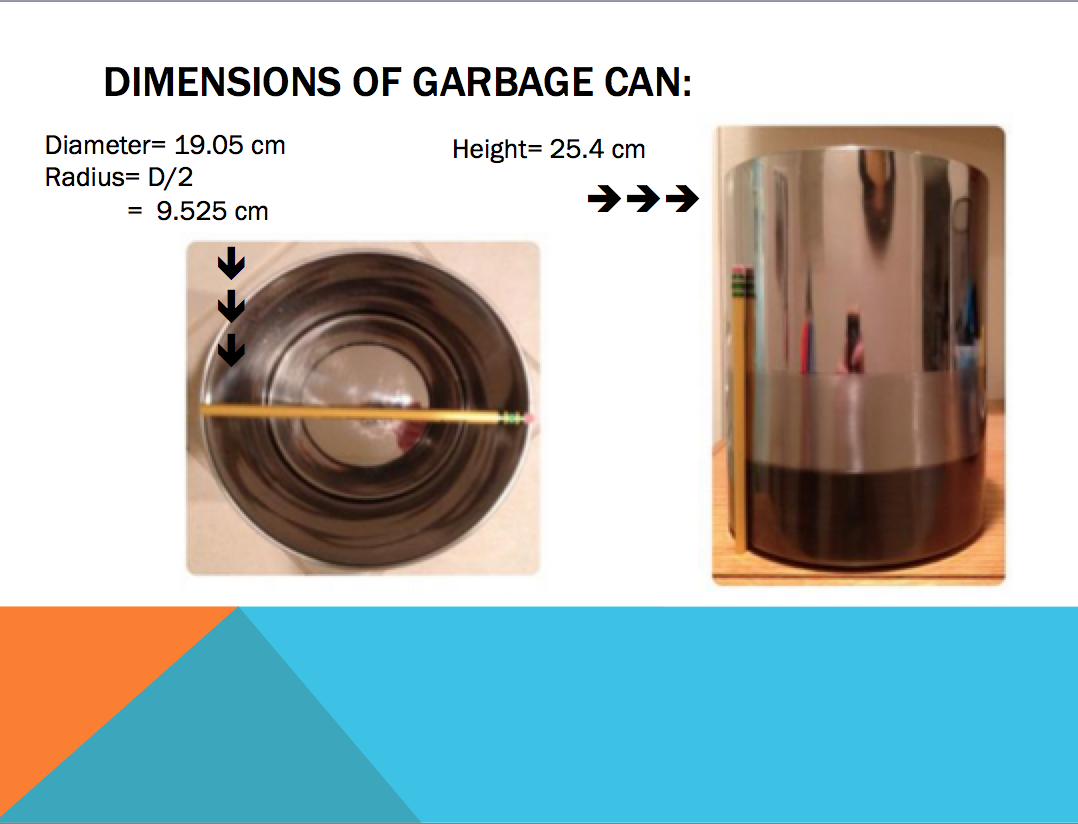 DIMENSIONS OF GARBAGE CAN:
Diameter= 19.05 cm
Radius= D/2
= 9.525 cm
Height= 25.4 cm